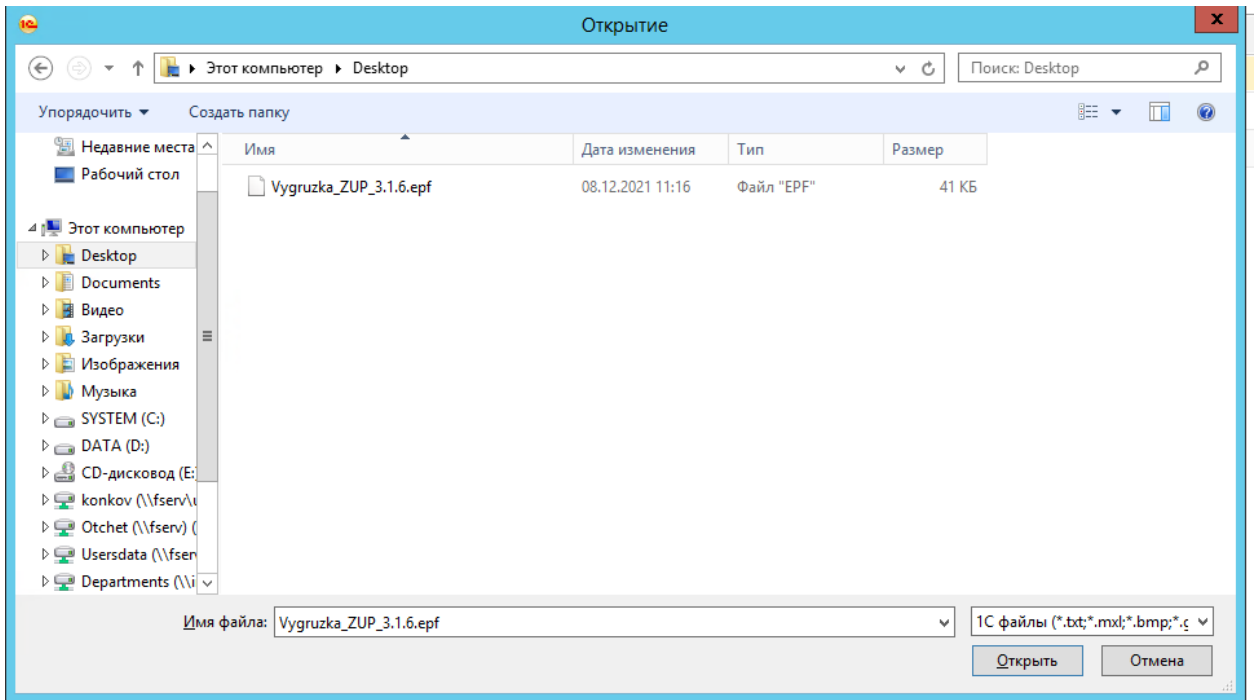 1С
Открытие
x
Этот компьютер Desktop
Поиск: Desktop
Упорядочить Создать папку
Недавние места
Рабочий стол
Этот компьютер
Desktop
Documents
Видео
Загрузки
Изображения
Музыка
SYSTEM (C:)
DATA (D:)
CD-дисковод (E:
konkov (\\fserv\
Otchet (\\fserv) (
Usersdata (\\fser
Departments (\\i
Имя Дата изменения Тип Размер
Vygruzka_ZUP_3.1.6.epf 08.12.2021 11:16 Файл "EPF" 41 КБ
Имя файла: Vygruzka_ZUP_3.1.6.epf 1С файлы (*.txt;*.mxl;*.bmp;*.
Открыть Отмена